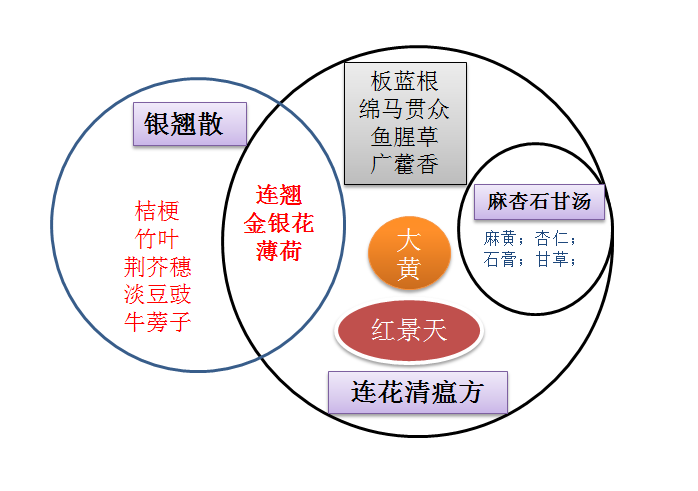 银翘散
桔梗
竹叶
荆芥穗
淡豆豉
牛蒡子
连翘
金银花
薄荷
板蓝根
绵马贯众
鱼腥草
广藿香
大
黄
红景天
连花清瘟方
麻杏石甘汤
麻黄；杏仁；
石膏；甘草；